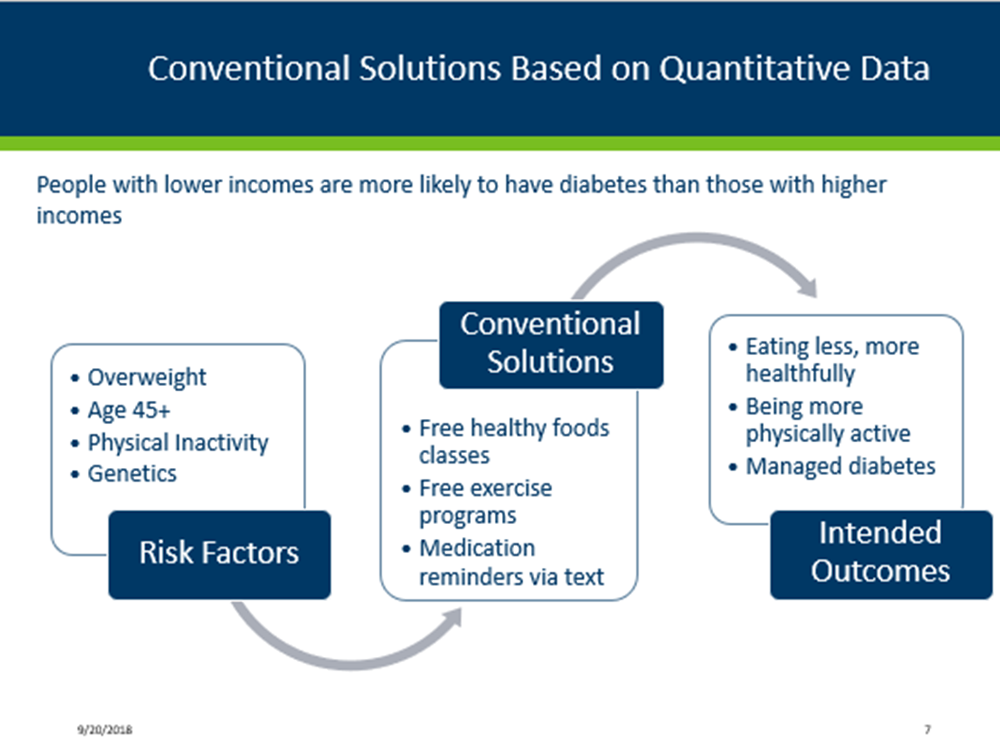 Conventional Solutions Based on Quantitative Data
People with lower incomes are more likely to have diabetes than those with higher
incomes
• Overweight
• Age 45+
• Physical Inactivity
• Genetics
Risk Factors
Conventional
Solutions
• Free healthy foods
classes
• Free exercise
programs
• Medication
reminders via text
• Eating less, more
healthfully
• Being more
physically active
• Managed diabetes
Intended
Outcomes
9/20/2018
7